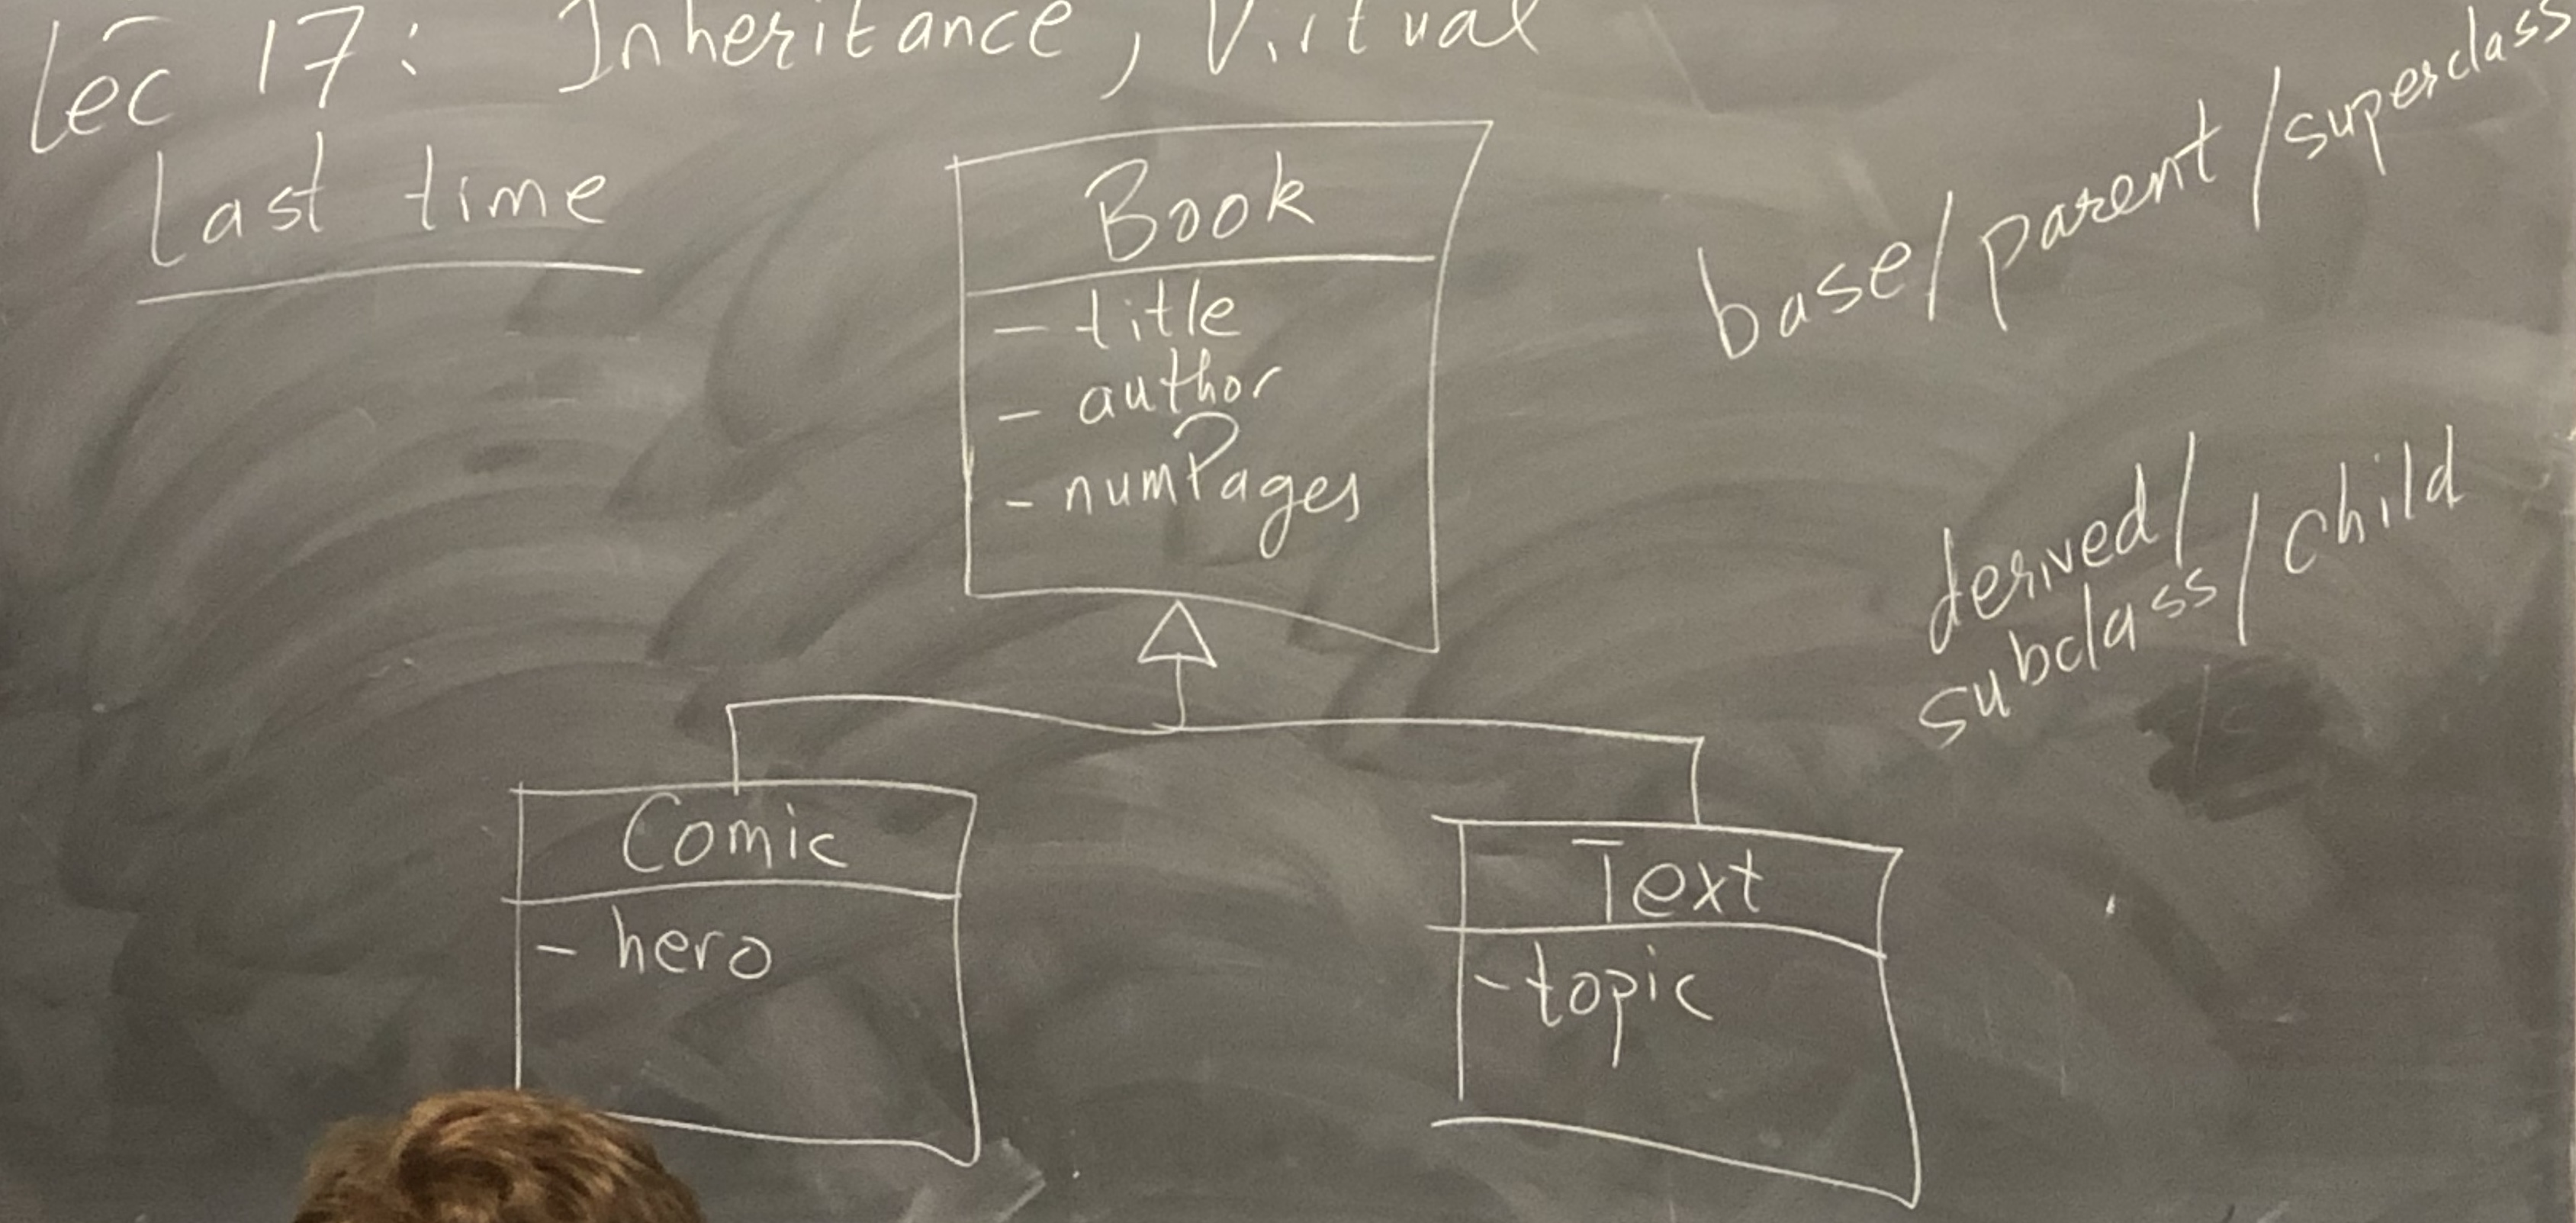 Lec 17: Inheritance, Virtual
Last time
Book
- title
- author
- numPages
base/parent/superclass
derived/
subclass/child
Comic
- hero
Text
- topic